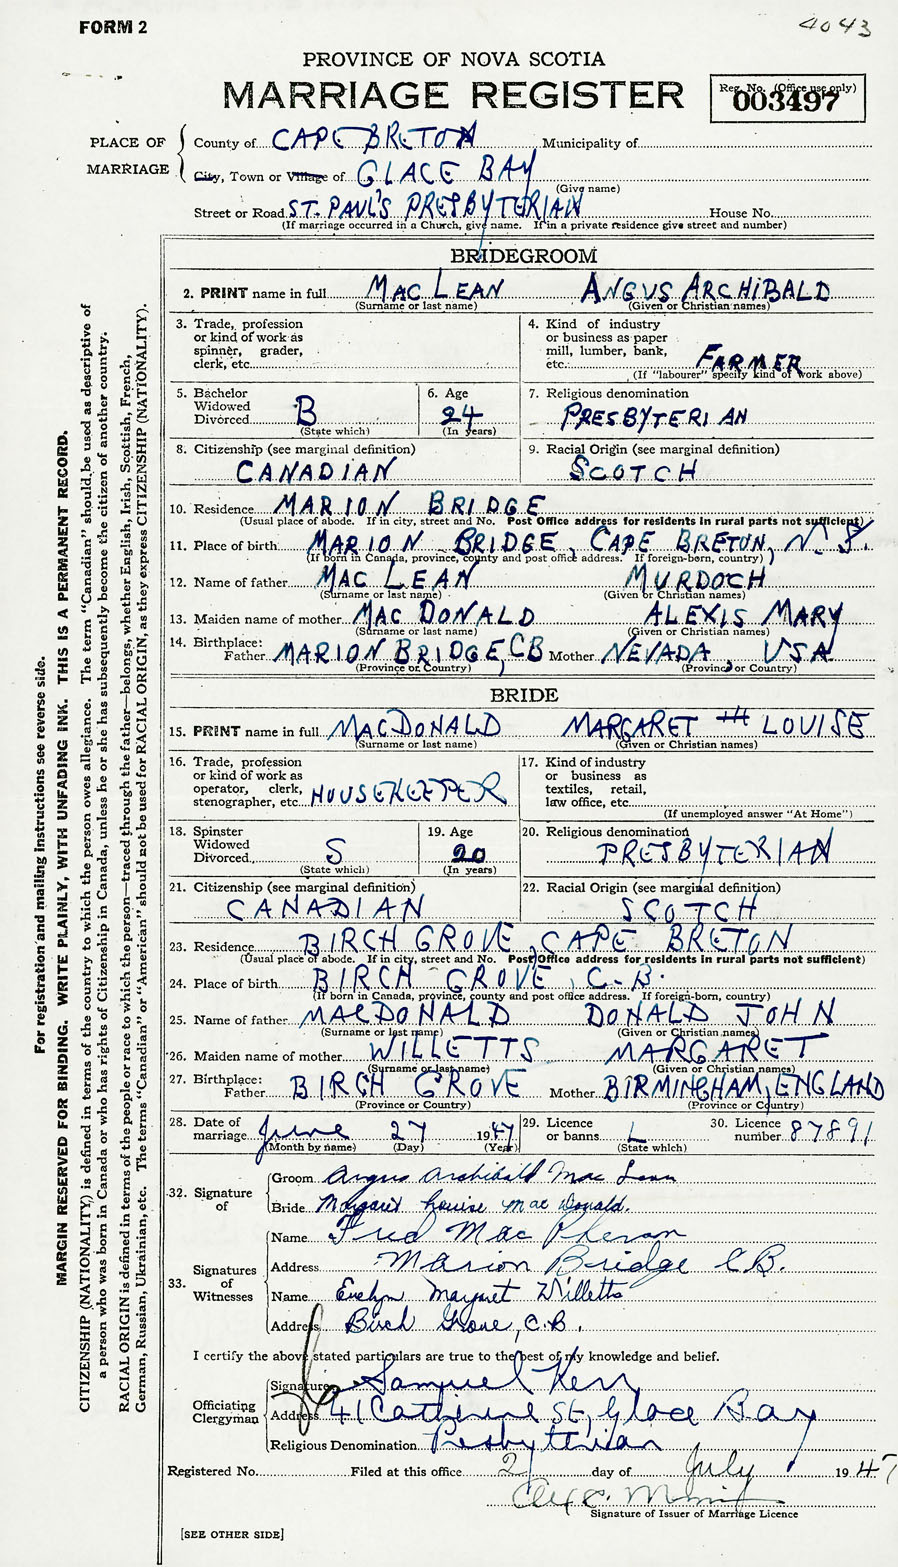 FORM 2
4043
PROVINCE OF NOVA SCOTIA
MARRIAGE REGISTER
Reg. No. (Office use only)
003497
PLACE OF MARRIAGE
County of CAPE BRETON Municipality of
City, Town or Village of GLACE BAY
(Give name)
Street or Road ST. PAUL'S PRESBYTERIAN House No.
(If marriage occurred in a Church, give name. If in a private residence give street and number)
BRIDEGROOM
2. PRINT name in full MACLEAN ANGUS ARCHIBALD
(Surname or last name) (Given or Christian names)
3. Trade, profession
or kind of work as
spinner, grader,
clerk, etc.
4. Kind of industry
or business as paper
mill, lumber, bank,
etc. FARMER
(If "labourer" specify kind of work above)
5. Bachelor
Widowed
Divorced B
(State which)
6. Age
24
(In years)
7. Religious denomination
PRESBYTERIAN
8. Citizenship (see marginal definition)
CANADIAN
9. Racial Origin (see marginal definition)
SCOTCH
10. Residence MARION BRIDGE
(Usual place of abode. If in city, street and No. Post Office address for residents in rural parts not sufficient)
11. Place of birth MARION BRIDGE, CAPE BRETON, N.S.
(If born in Canada, province, county and post office address. If foreign-born, country)
12. Name of father MACLEAN MURDOCH
(Surname or last name) (Given or Christian names)
13. Maiden name of mother MACDONALD ALEXIS MARY
(Surname or last name) (Given or Christian names)
14. Birthplace:
Father MARION BRIDGE, CB Mother NEVADA, USA
(Province or Country) (Province or Country)
BRIDE
15. PRINT name in full MACDONALD MARGARET LOUISE
(Surname or last name) (Given or Christian names)
16. Trade, profession
or kind of work as
operator, clerk,
stenographer, etc. HOUSEKEEPER
17. Kind of industry
or business as
textiles, retail,
law office, etc.
(If unemployed answer "At Home")
18. Spinster
Widowed
Divorced S
(State which)
19. Age
20
(In years)
20. Religious denomination
PRESBYTERIAN
21. Citizenship (see marginal definition)
CANADIAN
22. Racial Origin (see marginal definition)
SCOTCH
23. Residence BIRCH GROVE, CAPE BRETON
(Usual place of abode. If in city, street and No. Post Office address for residents in rural parts not sufficient)
24. Place of birth BIRCH GROVE, C.B.
(If born in Canada, province, county and post office address. If foreign-born, country)
25. Name of father MACDONALD DONALD JOHN
(Surname or last name) (Given or Christian names)
26. Maiden name of mother WILLETTS MARGARET
(Surname or last name) (Given or Christian names)
27. Birthplace:
Father BIRCH GROVE Mother BIRMINGHAM, ENGLAND
(Province or Country) (Province or Country)
28. Date of
marriage June 27 1947
(Month by name) (Day) (Year)
29. Licence
or banns L
(State which)
30. Licence
number 87891
32. Signature
of
Groom Angus Archibald MacLean
Bride Margaret Louise MacDonald.
33. Signatures
of
Witnesses
Name Fred MacPherson
Address Marion Bridge C.B.
Name Evelyn Margaret Willetts
Address Birch Grove, C.B.
I certify the above stated particulars are true to the best of my knowledge and belief.
Officiating
Clergyman
Signature Samuel Kerr
Address 41 Catherine St, Glace Bay
Religious Denomination Presbyterian
Registered No. Filed at this office 2 day of July 1947
Signature of Issuer of Marriage Licence
[SEE OTHER SIDE]
For registration and mailing instructions see reverse side.
MARGIN RESERVED FOR BINDING. WRITE PLAINLY, WITH UNFADING INK. THIS IS A PERMANENT RECORD.
CITIZENSHIP (NATIONALITY) is defined in terms of the country to which the person owes allegiance. The term "Canadian" should be used as descriptive of
a person who was born in Canada or who has rights of Citizenship in Canada, unless he or she has subsequently become the citizen of another country.
RACIAL ORIGIN is defined in terms of the people or race to which the person—traced through the father—belongs, whether English, Irish, Scottish, French,
German, Russian, Ukrainian, etc. The terms "Canadian" or "American" should not be used for RACIAL ORIGIN, as they express CITIZENSHIP (NATIONALITY).